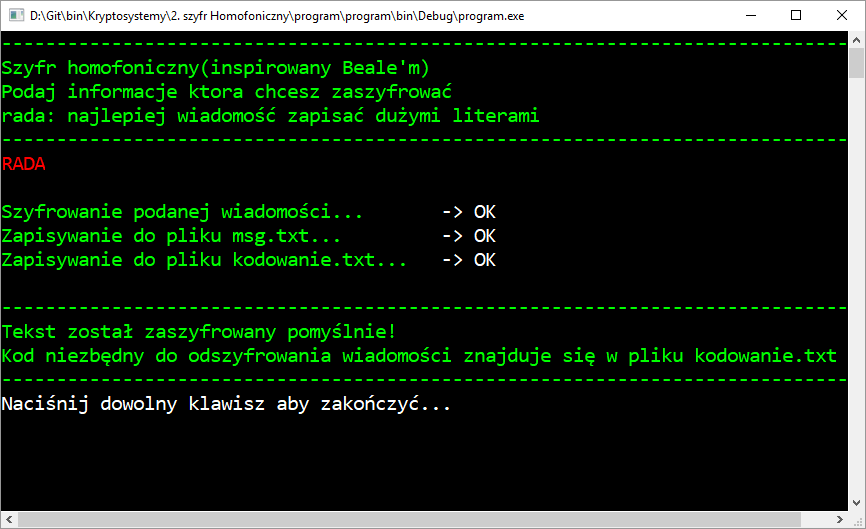 D:\Git\bin\Kryptosystemy\2. szyfr Homofoniczny\program\program\bin\Debug\program.exe
--------------------------------------------------------------------------------
Szyfr homofoniczny(inspirowany Beale'm)
Podaj informacje ktora chcesz zaszyfrować
rada: najlepiej wiadomość zapisać dużymi literami
--------------------------------------------------------------------------------
RADA
Szyfrowanie podanej wiadomości... -> OK
Zapisywanie do pliku msg.txt... -> OK
Zapisywanie do pliku kodowanie.txt... -> OK
--------------------------------------------------------------------------------
Tekst został zaszyfrowany pomyślnie!
Kod niezbędny do odszyfrowania wiadomości znajduje się w pliku kodowanie.txt
--------------------------------------------------------------------------------
Naciśnij dowolny klawisz aby zakończyć...